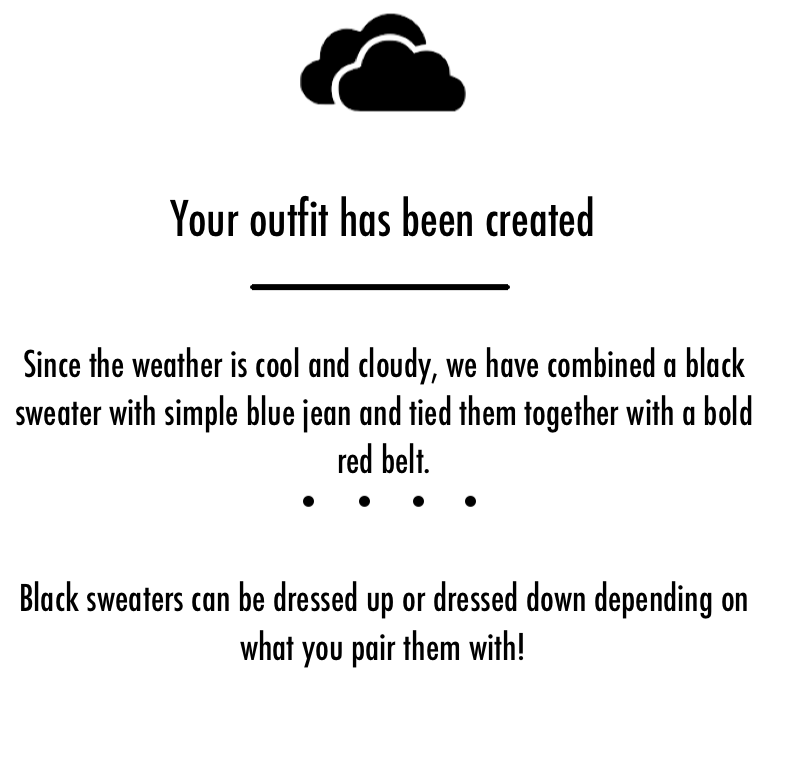 Your outfit has been created
Since the weather is cool and cloudy, we have combined a black
sweater with simple blue jean and tied them together with a bold
red belt.
Black sweaters can be dressed up or dressed down depending on
what you pair them with!